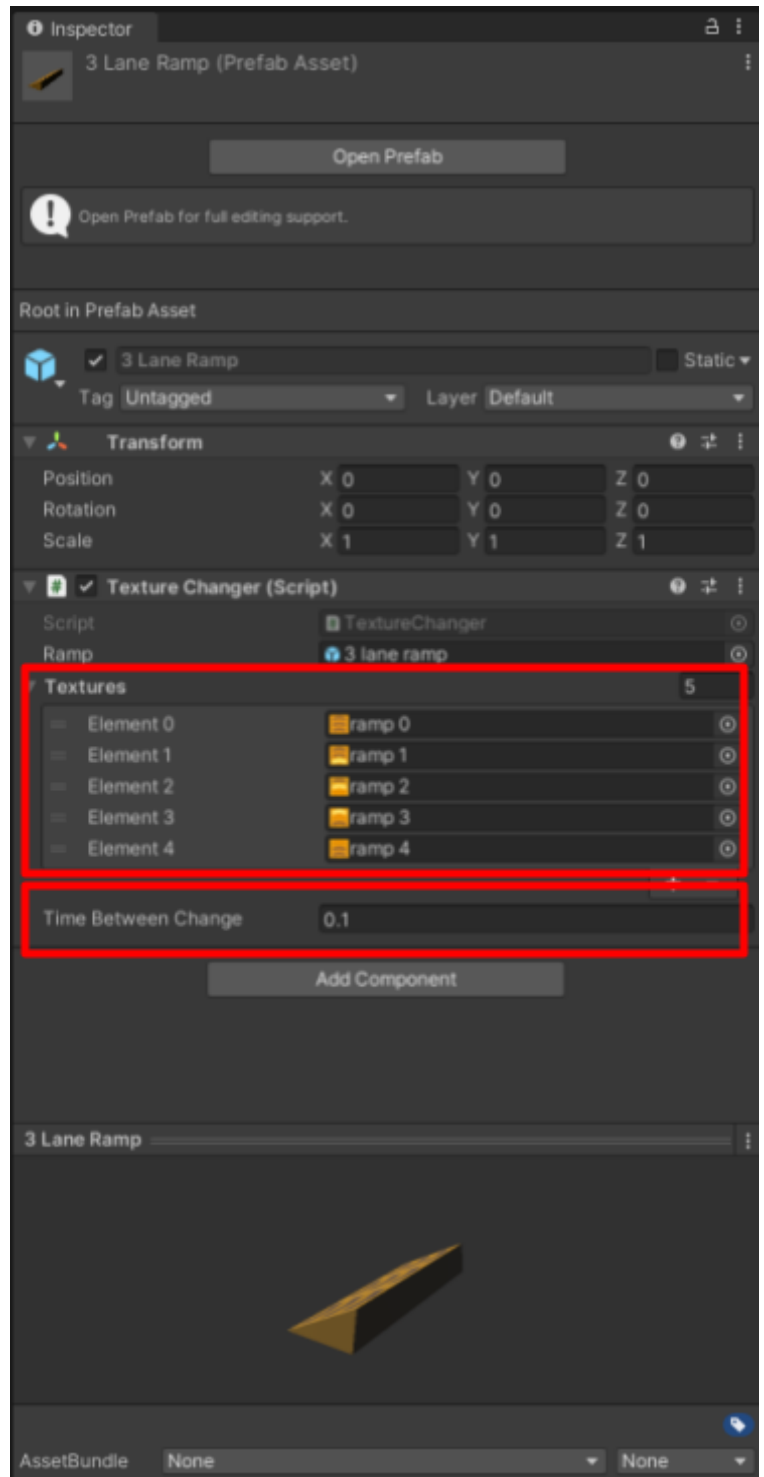 Inspector
3 Lane Ramp (Prefab Asset)
Open Prefab
Open Prefab for full editing support.
Root in Prefab Asset
3 Lane Ramp Static
Tag Untagged Layer Default
Transform
Position X 0 Y 0 Z 0
Rotation X 0 Y 0 Z 0
Scale X 1 Y 1 Z 1
# Texture Changer (Script)
Script # TextureChanger
Ramp 3 lane ramp
Textures 5
Element 0 ramp 0
Element 1 ramp 1
Element 2 ramp 2
Element 3 ramp 3
Element 4 ramp 4
Time Between Change 0.1
Add Component
3 Lane Ramp
AssetBundle None None